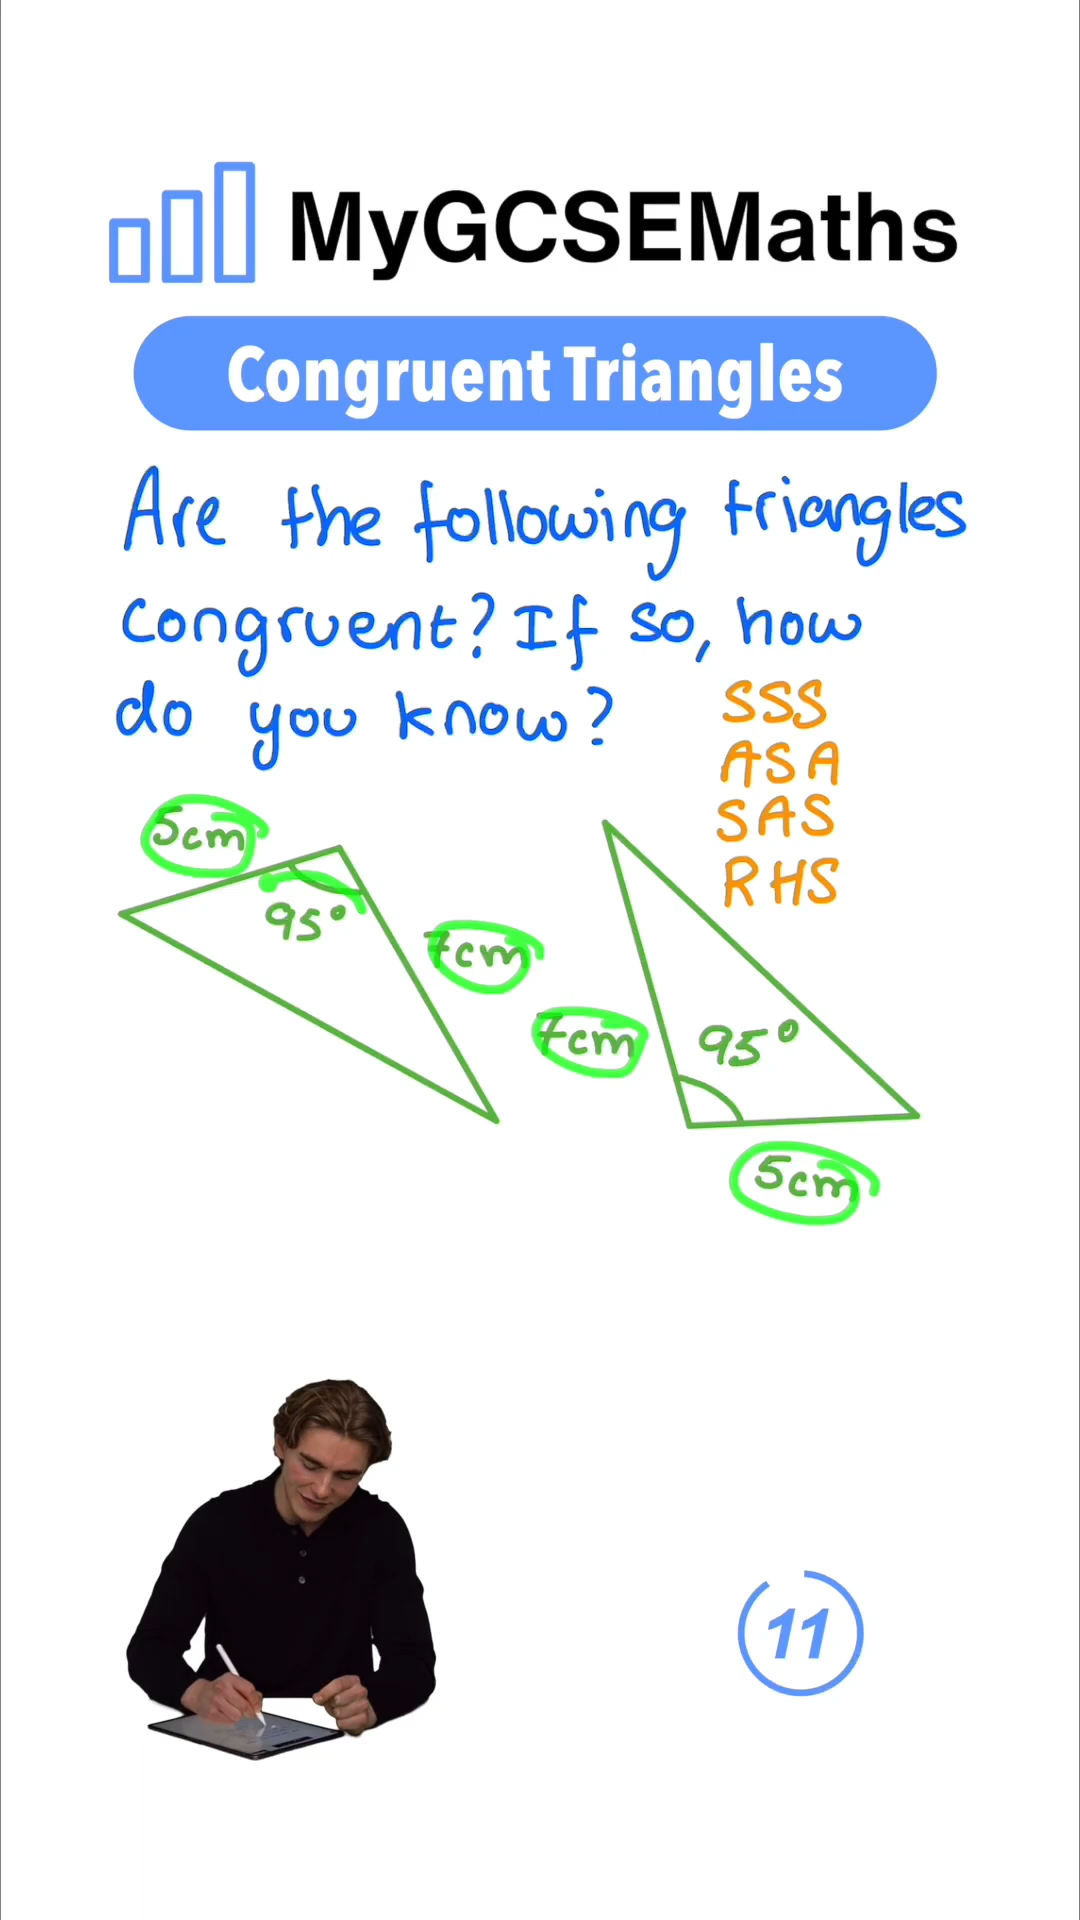 MyGCSEMaths
Congruent Triangles
Are the following triangles
congruent? If so, how
do you know?
SSS
ASA
SAS
RHS
5cm
95°
7cm
7cm
95°
5cm
11